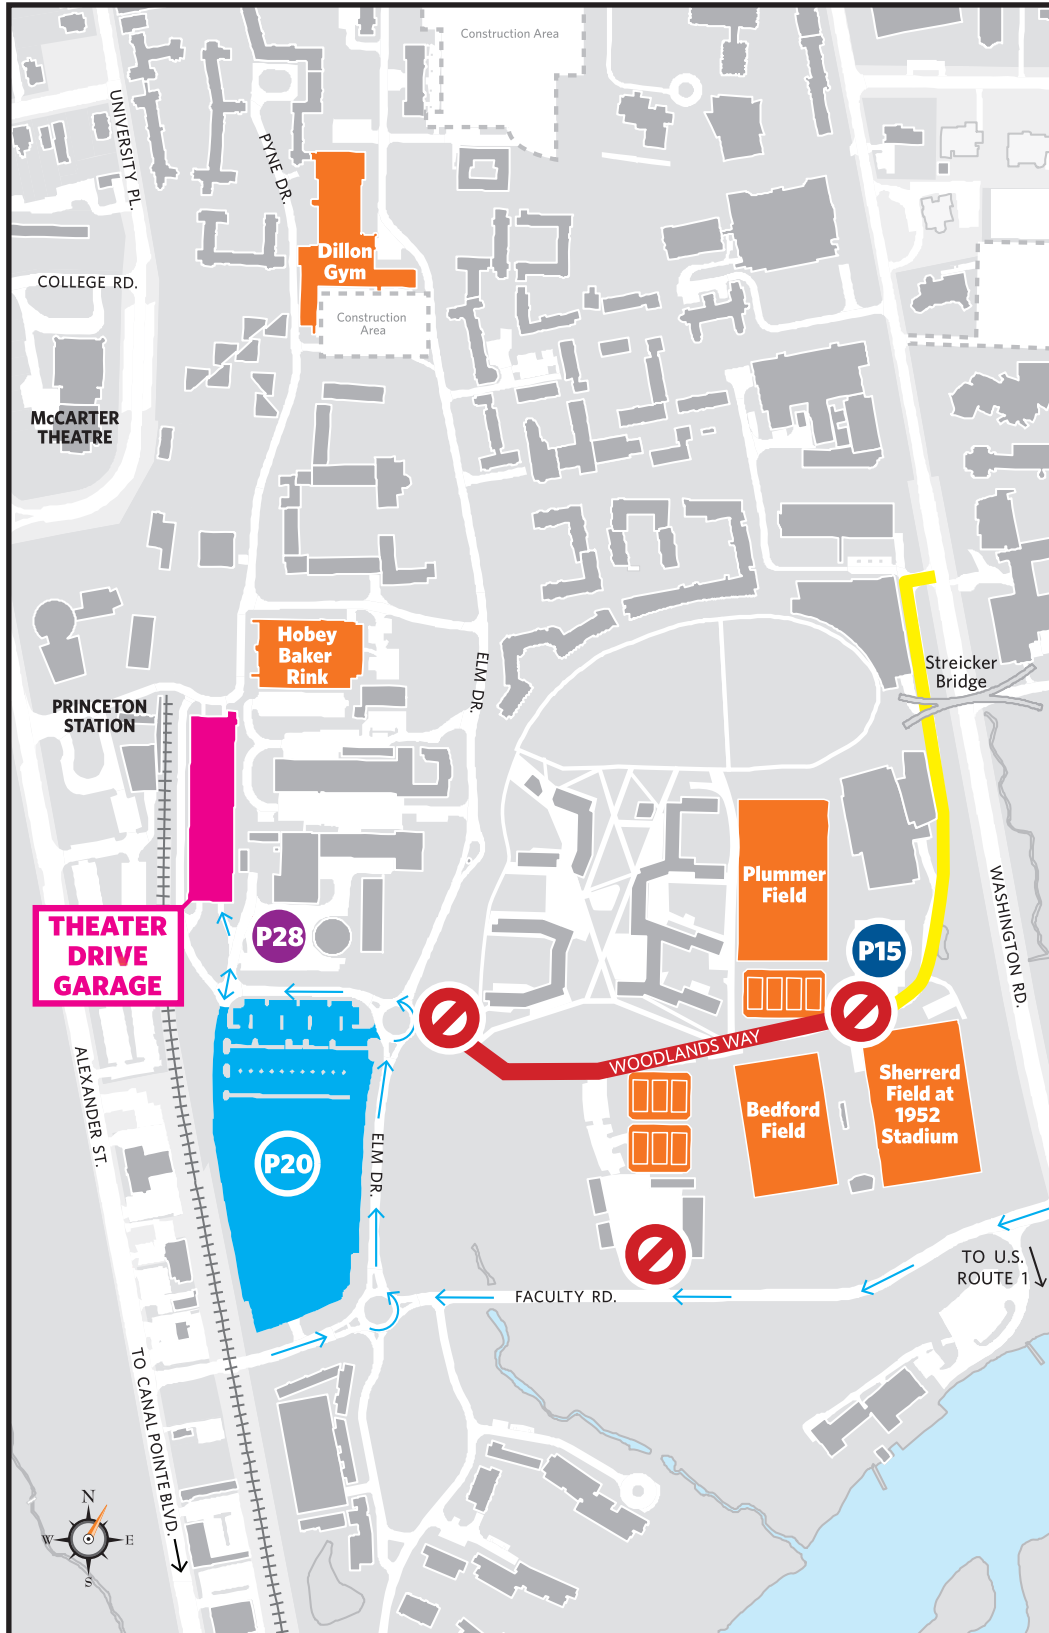 Construction Area
UNIVERSITY PL.
PYNE DR.
Dillon
Gym
COLLEGE RD.
Construction
Area
McCARTER
THEATRE
Hobey
Baker
Rink
ELM DR.
Streicker
Bridge
PRINCETON
STATION
Plummer
Field
WASHINGTON RD.
THEATER
DRIVE
GARAGE
P28
P15
WOODLANDS WAY
ALEXANDER ST.
Sherrerd
Field at
1952
Stadium
Bedford
Field
P20
ELM DR.
TO U.S.
ROUTE 1
FACULTY RD.
TO CANAL POINTE BLVD.
N
W
E
S